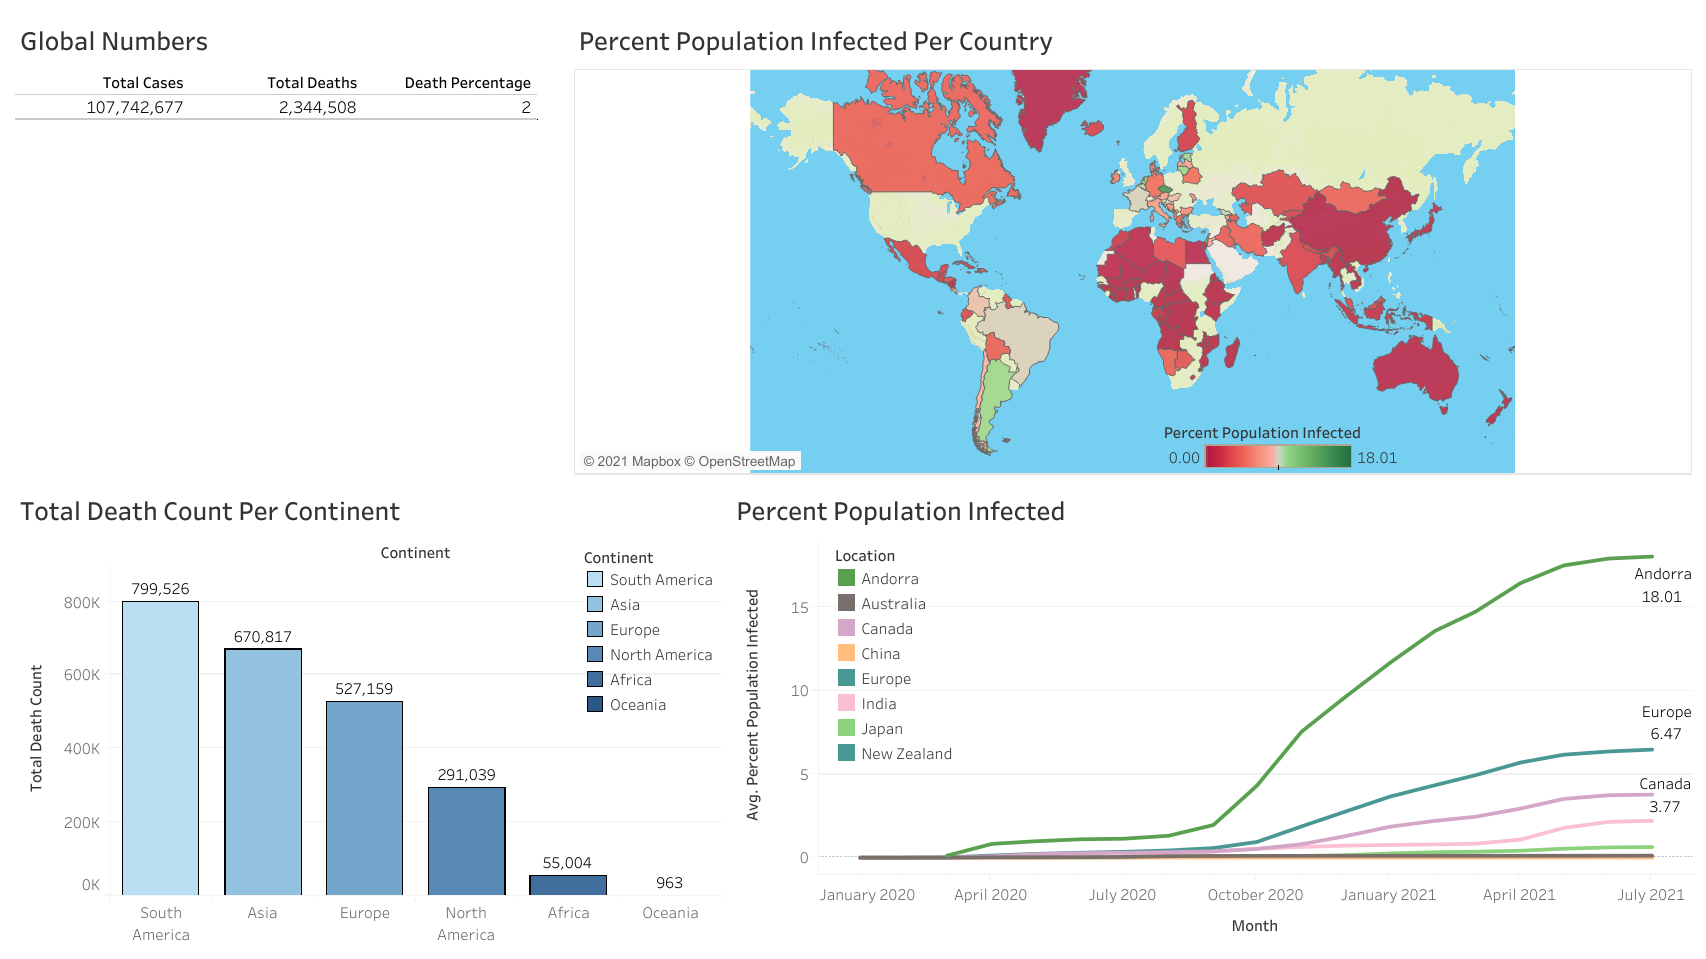 Global Numbers
Total Cases Total Deaths Death Percentage
107,742,677 2,344,508 2
Percent Population Infected Per Country
Percent Population Infected
0.00 18.01
© 2021 Mapbox © OpenStreetMap
Total Death Count Per Continent
Continent
Total Death Count
800K
600K
400K
200K
0K
799,526
670,817
527,159
291,039
55,004
963
South America
Asia
Europe
North America
Africa
Oceania
Continent
South America
Asia
Europe
North America
Africa
Oceania
Percent Population Infected
Avg. Percent Population Infected
15
10
5
0
Location
Andorra
Australia
Canada
China
Europe
India
Japan
New Zealand
Andorra
18.01
Europe
6.47
Canada
3.77
January 2020 April 2020 July 2020 October 2020 January 2021 April 2021 July 2021
Month